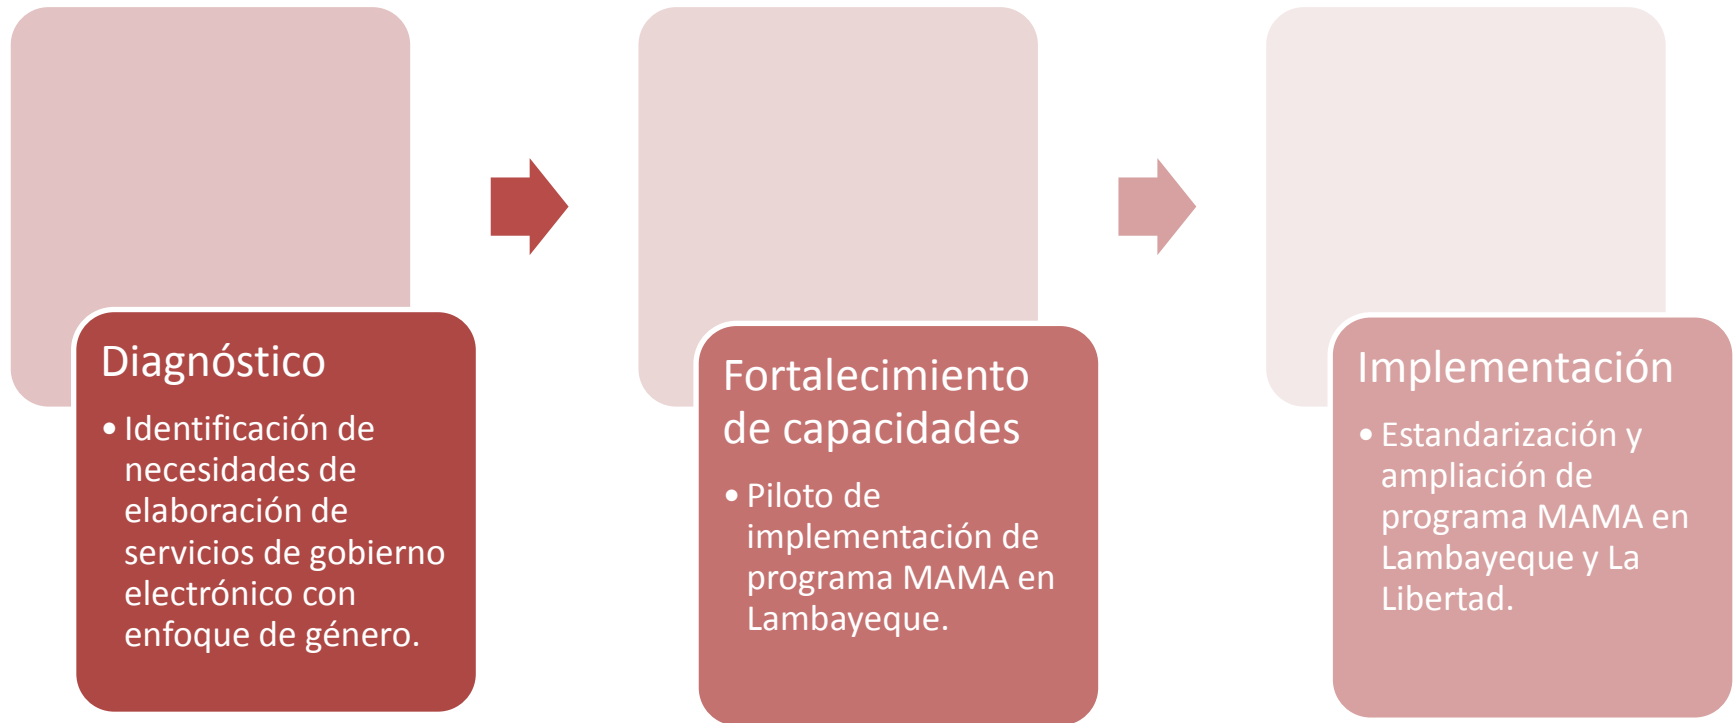 Diagnóstico
• Identificación de
necesidades de
elaboración de
servicios de gobierno
electrónico con
enfoque de género.
Fortalecimiento
de capacidades
• Piloto de
implementación de
programa MAMA en
Lambayeque.
Implementación
• Estandarización y
ampliación de
programa MAMA en
Lambayeque y La
Libertad.